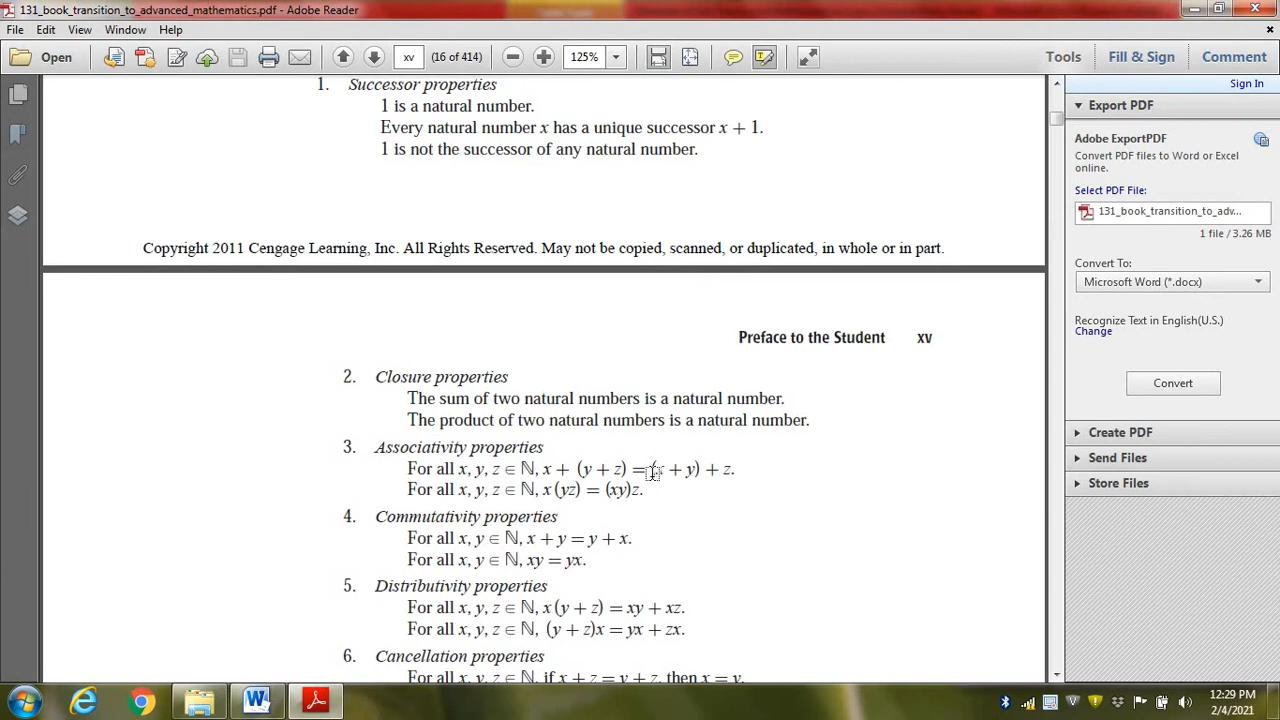 131_book_transition_to_advanced_mathematics.pdf - Adobe Reader
File Edit View Window Help
Open xv (16 of 414) 125% Tools Fill & Sign Comment
Sign In
1. Successor properties
1 is a natural number.
Every natural number x has a unique successor x + 1.
1 is not the successor of any natural number.
Copyright 2011 Cengage Learning, Inc. All Rights Reserved. May not be copied, scanned, or duplicated, in whole or in part.
Preface to the Student xv
2. Closure properties
The sum of two natural numbers is a natural number.
The product of two natural numbers is a natural number.
3. Associativity properties
For all x, y, z ∈ ℕ, x + (y + z) = (x + y) + z.
For all x, y, z ∈ ℕ, x(yz) = (xy)z.
4. Commutativity properties
For all x, y ∈ ℕ, x + y = y + x.
For all x, y ∈ ℕ, xy = yx.
5. Distributivity properties
For all x, y, z ∈ ℕ, x(y + z) = xy + xz.
For all x, y, z ∈ ℕ, (y + z)x = yx + zx.
6. Cancellation properties
For all x, y, z ∈ ℕ, if x + z = y + z, then x = y.
Export PDF
Adobe ExportPDF
Convert PDF files to Word or Excel
online.
Select PDF File:
131_book_transition_to_adv...
1 file / 3.26 MB
Convert To:
Microsoft Word (*.docx)
Recognize Text in English(U.S.)
Change
Convert
Create PDF
Send Files
Store Files
12:29 PM
2/4/2021